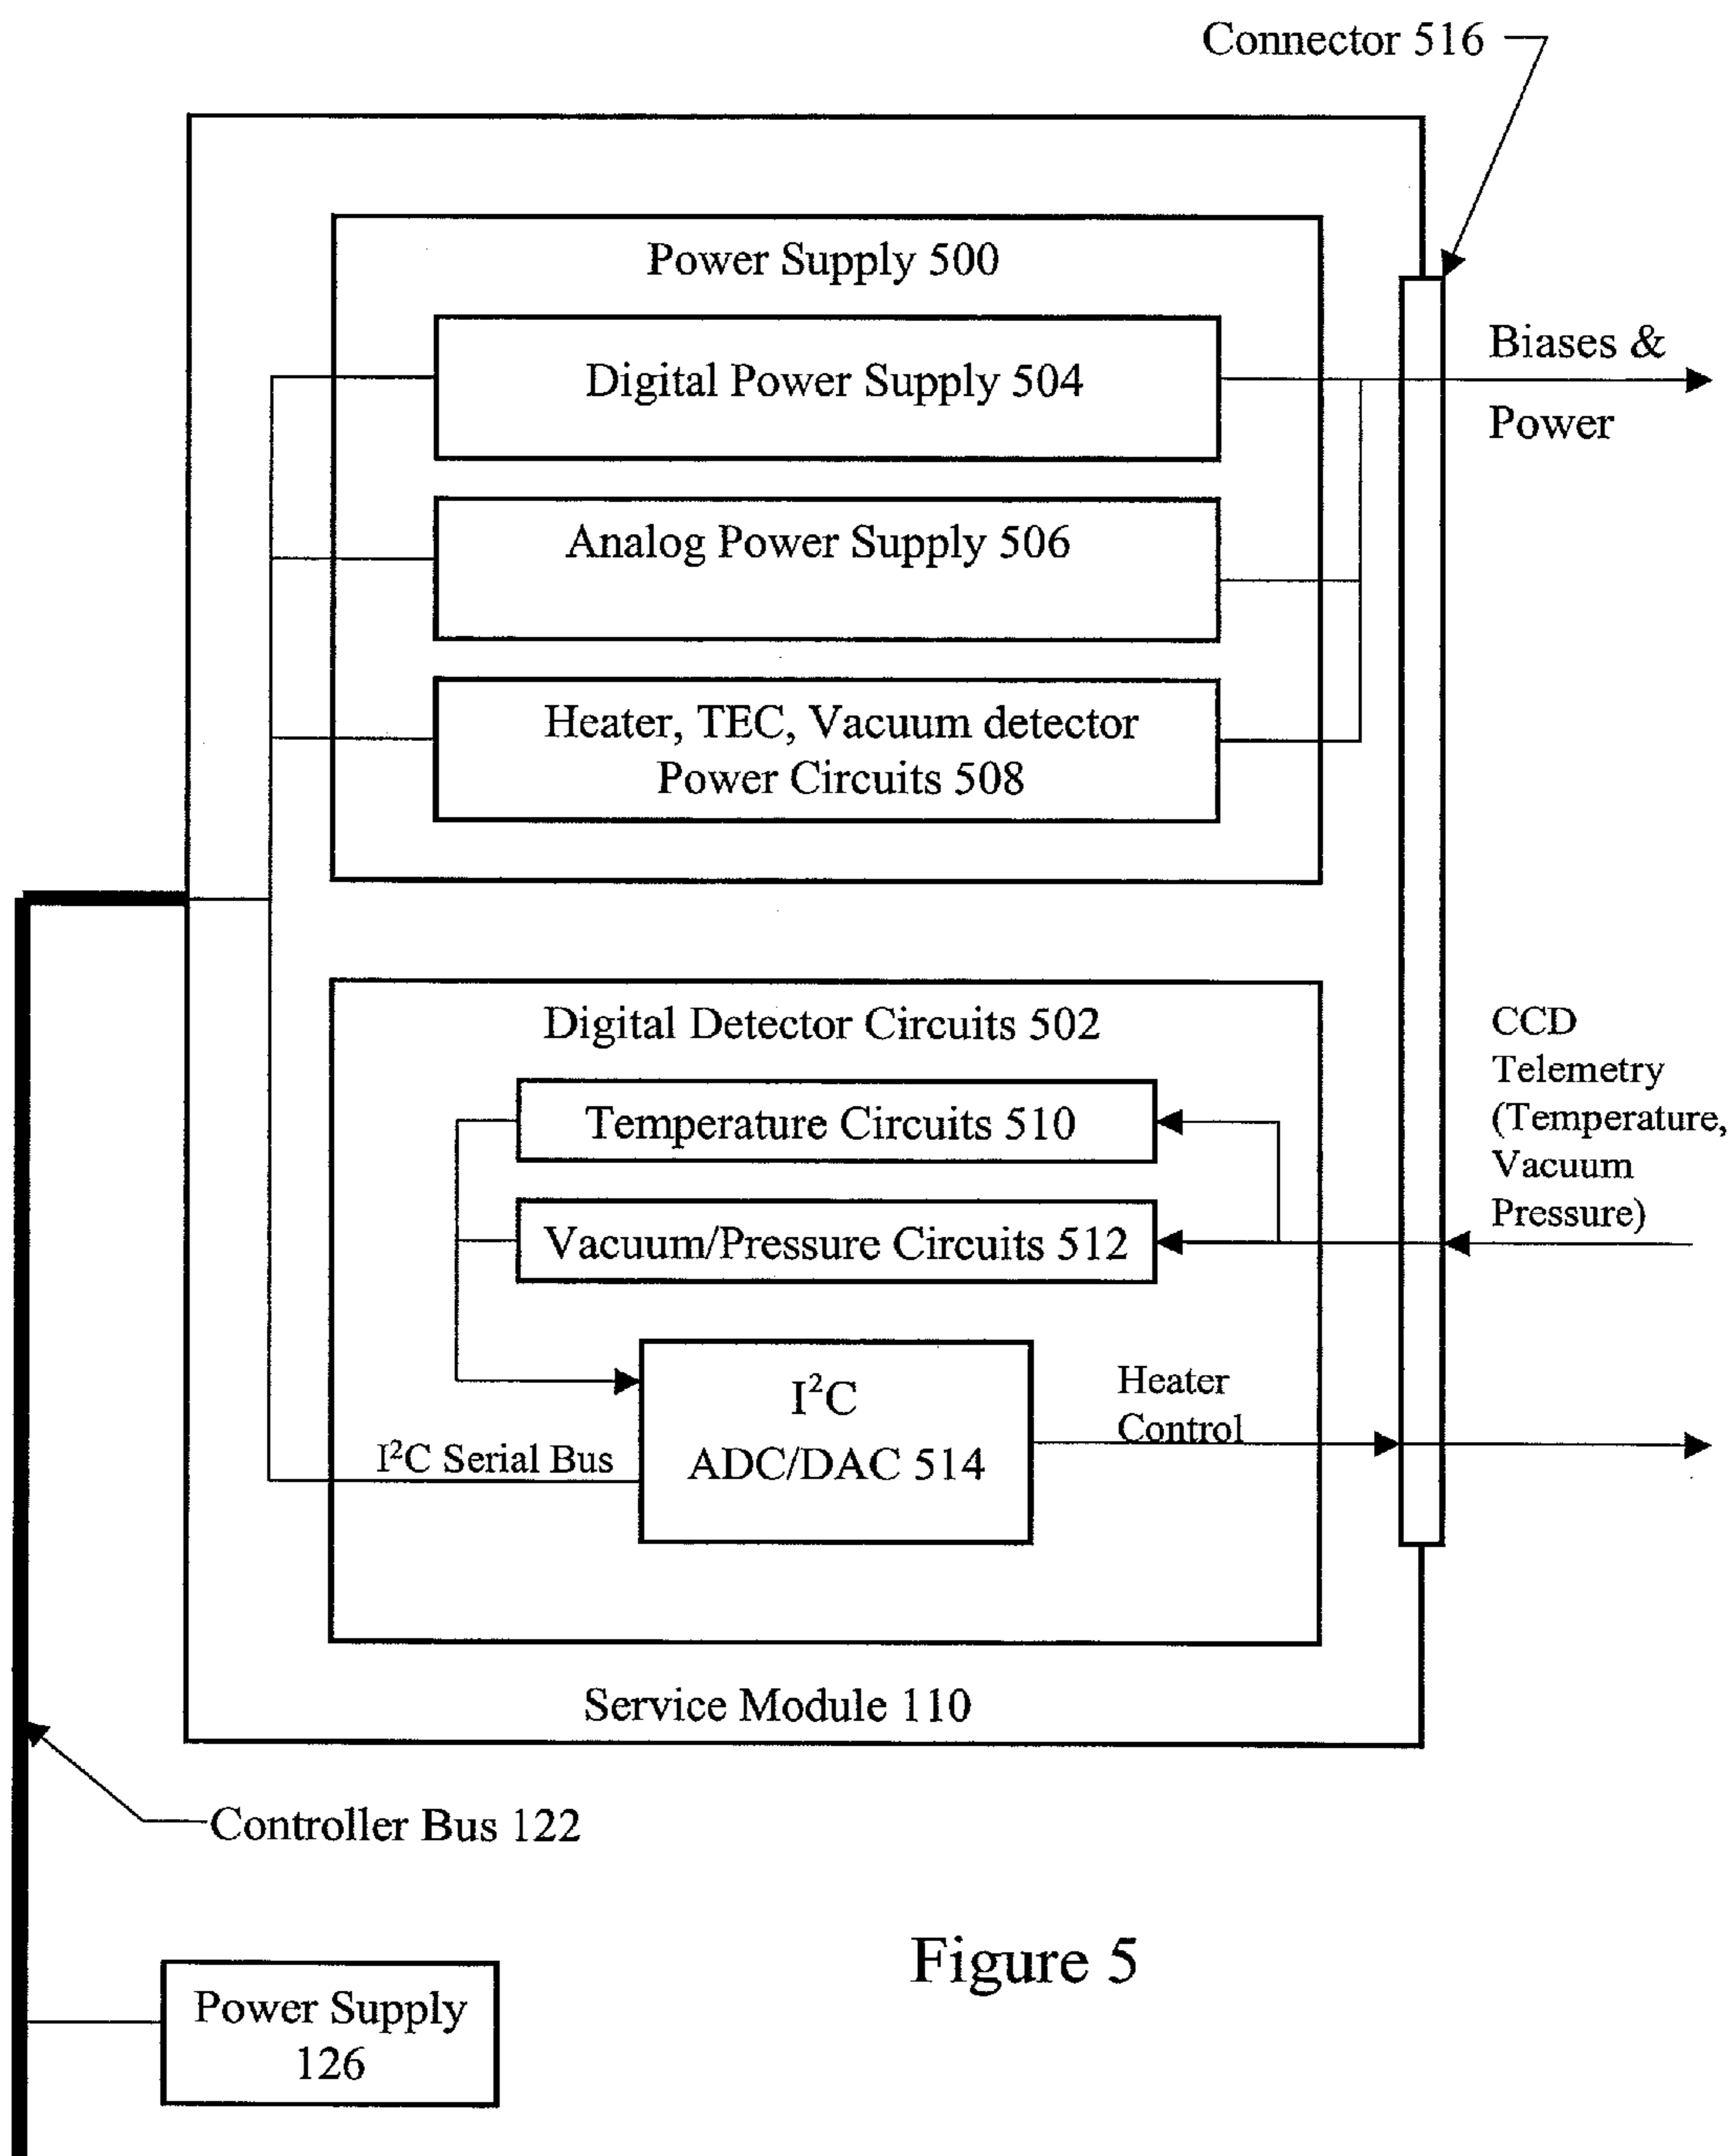 Connector 516
Power Supply 500
Digital Power Supply 504
Biases &
Power
Analog Power Supply 506
Heater, TEC, Vacuum detector
Power Circuits 508
Digital Detector Circuits 502
CCD
Telemetry
(Temperature,
Vacuum
Pressure)
Temperature Circuits 510
Vacuum/Pressure Circuits 512
I²C
ADC/DAC 514
Heater
Control
I²C Serial Bus
Service Module 110
Controller Bus 122
Figure 5
Power Supply
126